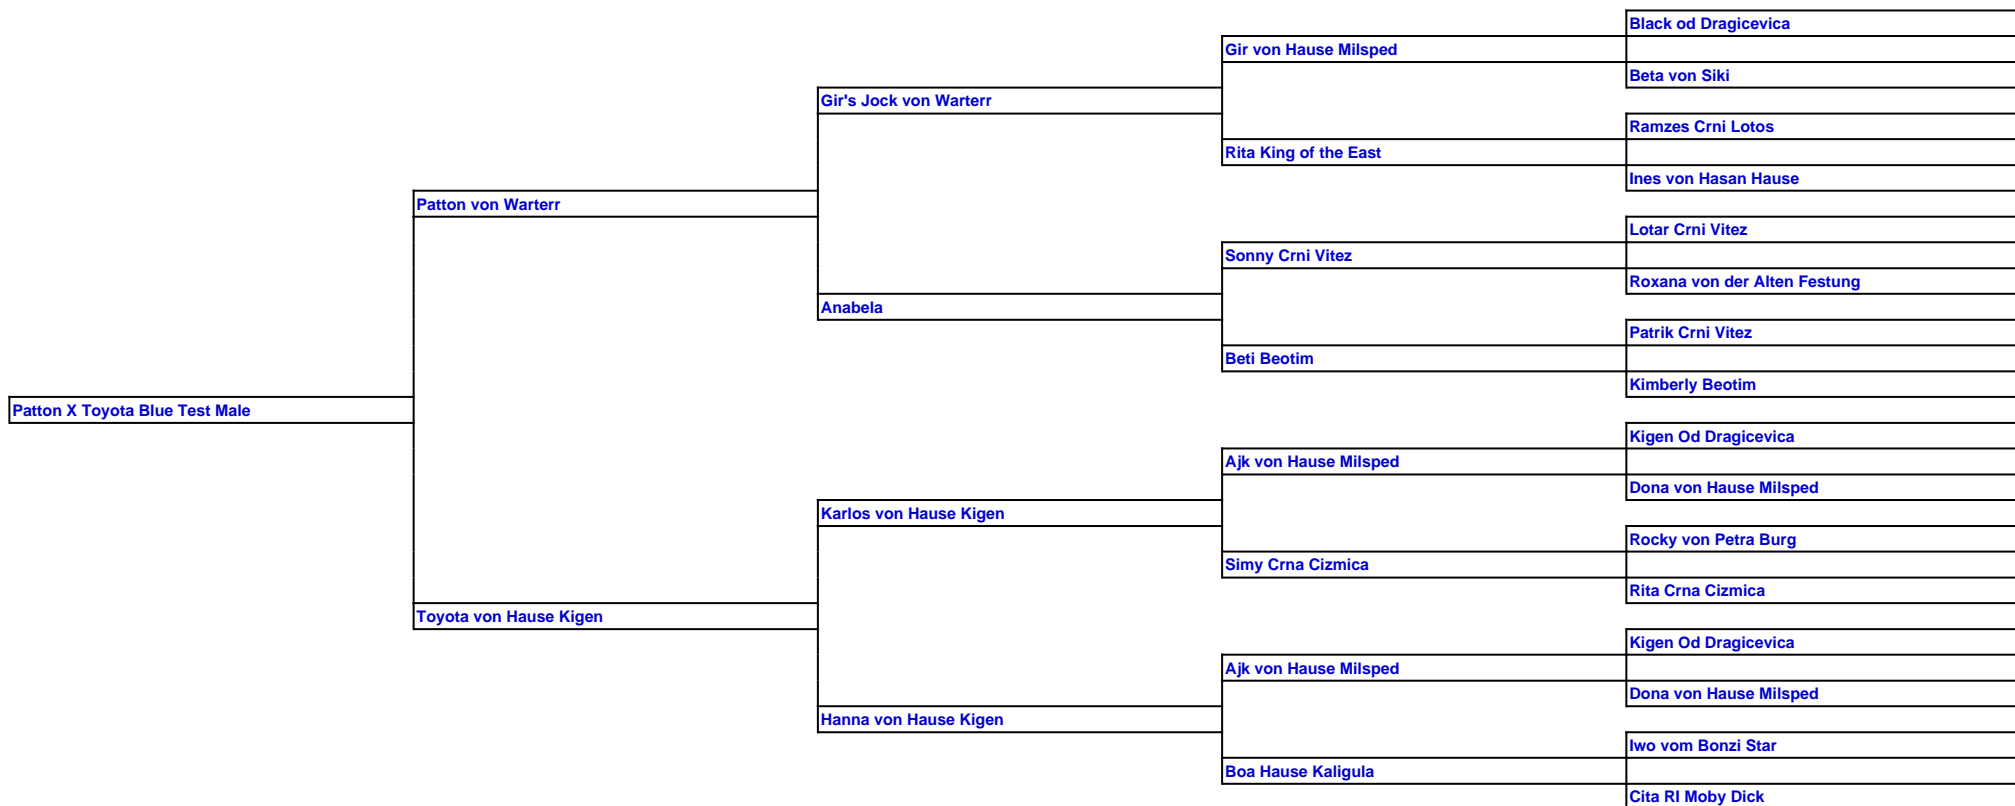 Black od Dragicevica
Gir von Hause Milsped
Beta von Siki
Gir's Jock von Warterr
Ramzes Crni Lotos
Rita King of the East
Ines von Hasan Hause
Patton von Warterr
Lotar Crni Vitez
Sonny Crni Vitez
Roxana von der Alten Festung
Anabela
Patrik Crni Vitez
Beti Beotim
Kimberly Beotim
Patton X Toyota Blue Test Male
Kigen Od Dragicevica
Ajk von Hause Milsped
Dona von Hause Milsped
Karlos von Hause Kigen
Rocky von Petra Burg
Simy Crna Cizmica
Rita Crna Cizmica
Toyota von Hause Kigen
Kigen Od Dragicevica
Ajk von Hause Milsped
Dona von Hause Milsped
Hanna von Hause Kigen
Iwo vom Bonzi Star
Boa Hause Kaligula
Cita RI Moby Dick